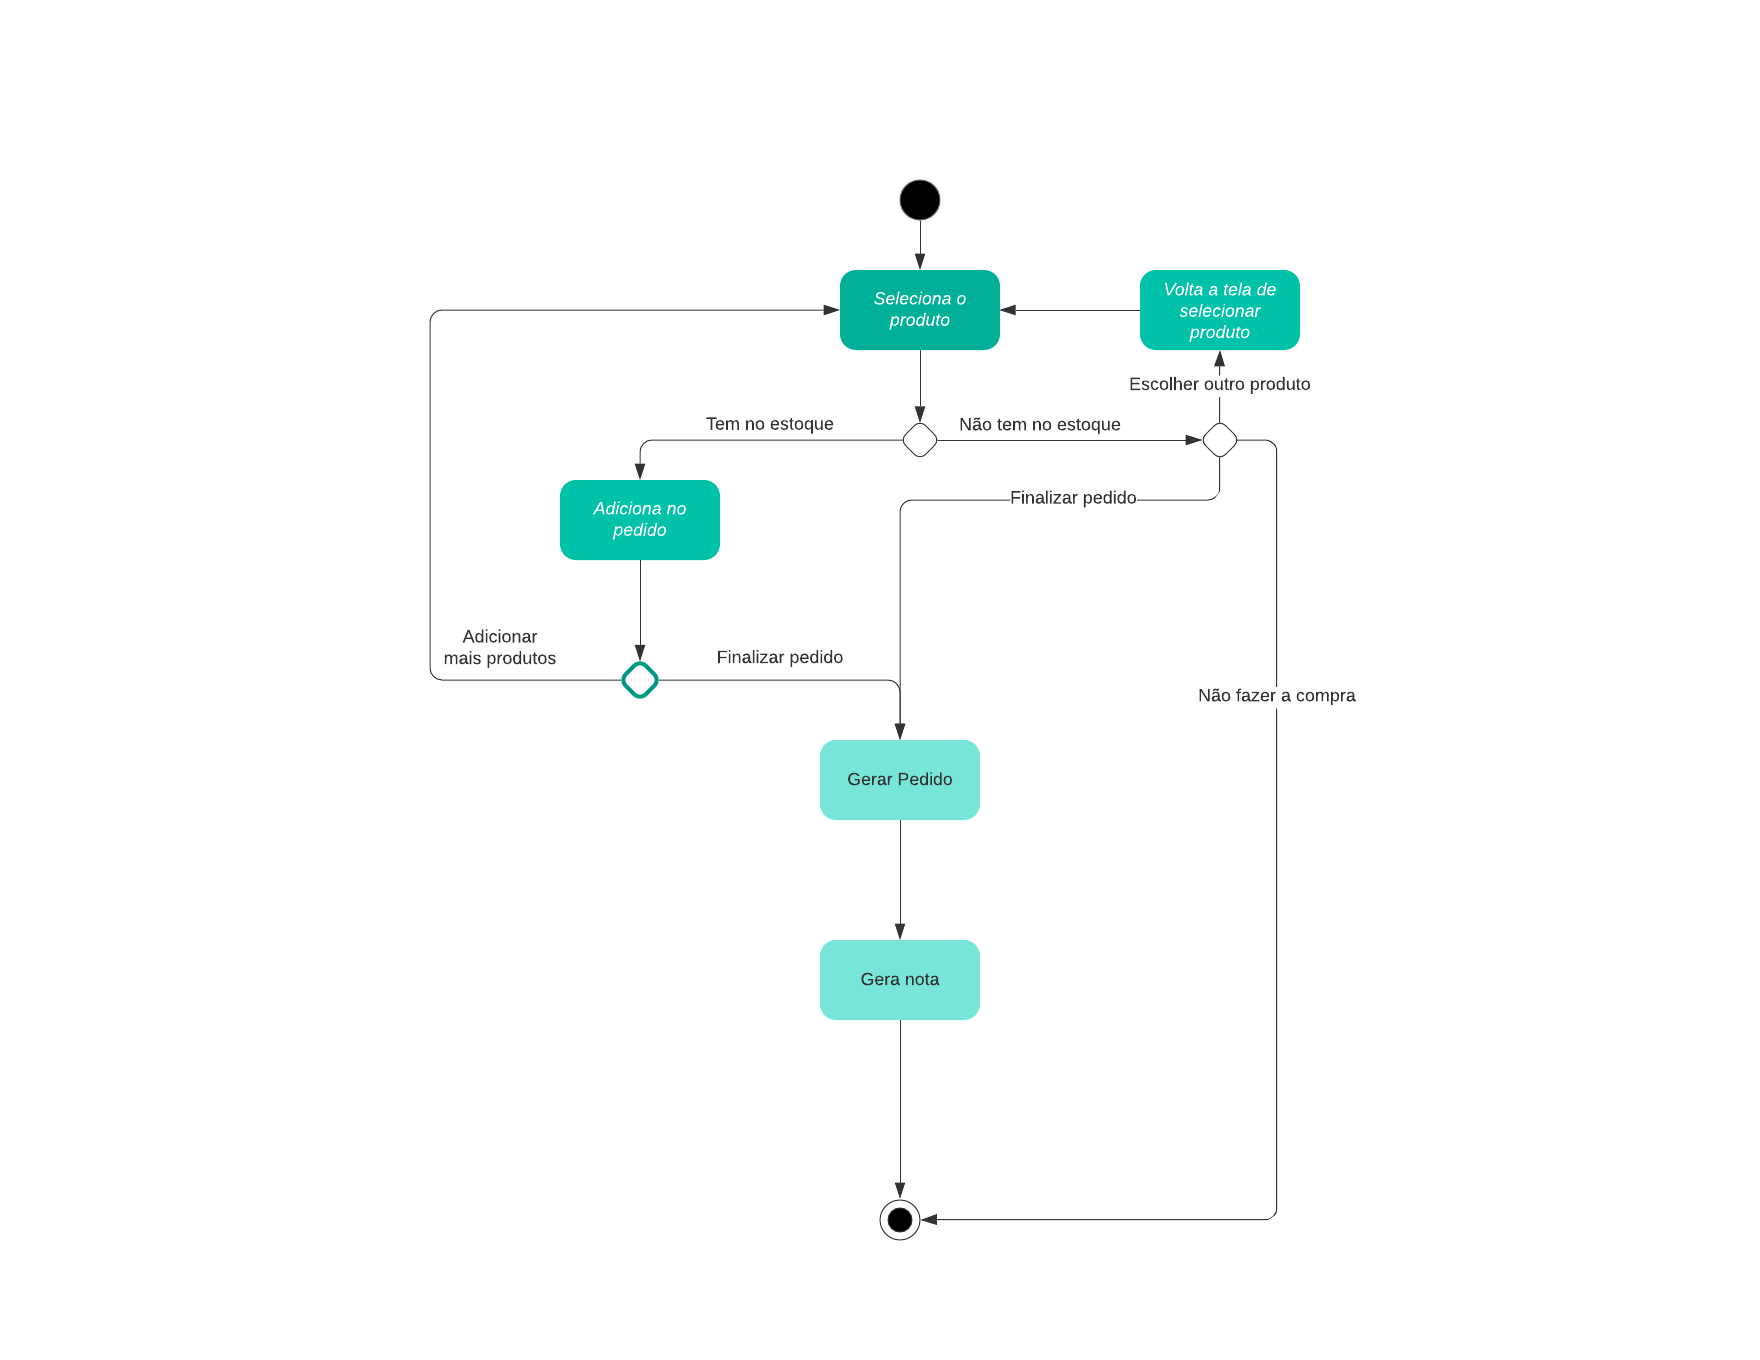 Seleciona o
produto
Volta a tela de
selecionar
produto
Escolher outro produto
Tem no estoque
Não tem no estoque
Adiciona no
pedido
Finalizar pedido
Adicionar
mais produtos
Finalizar pedido
Não fazer a compra
Gerar Pedido
Gera nota